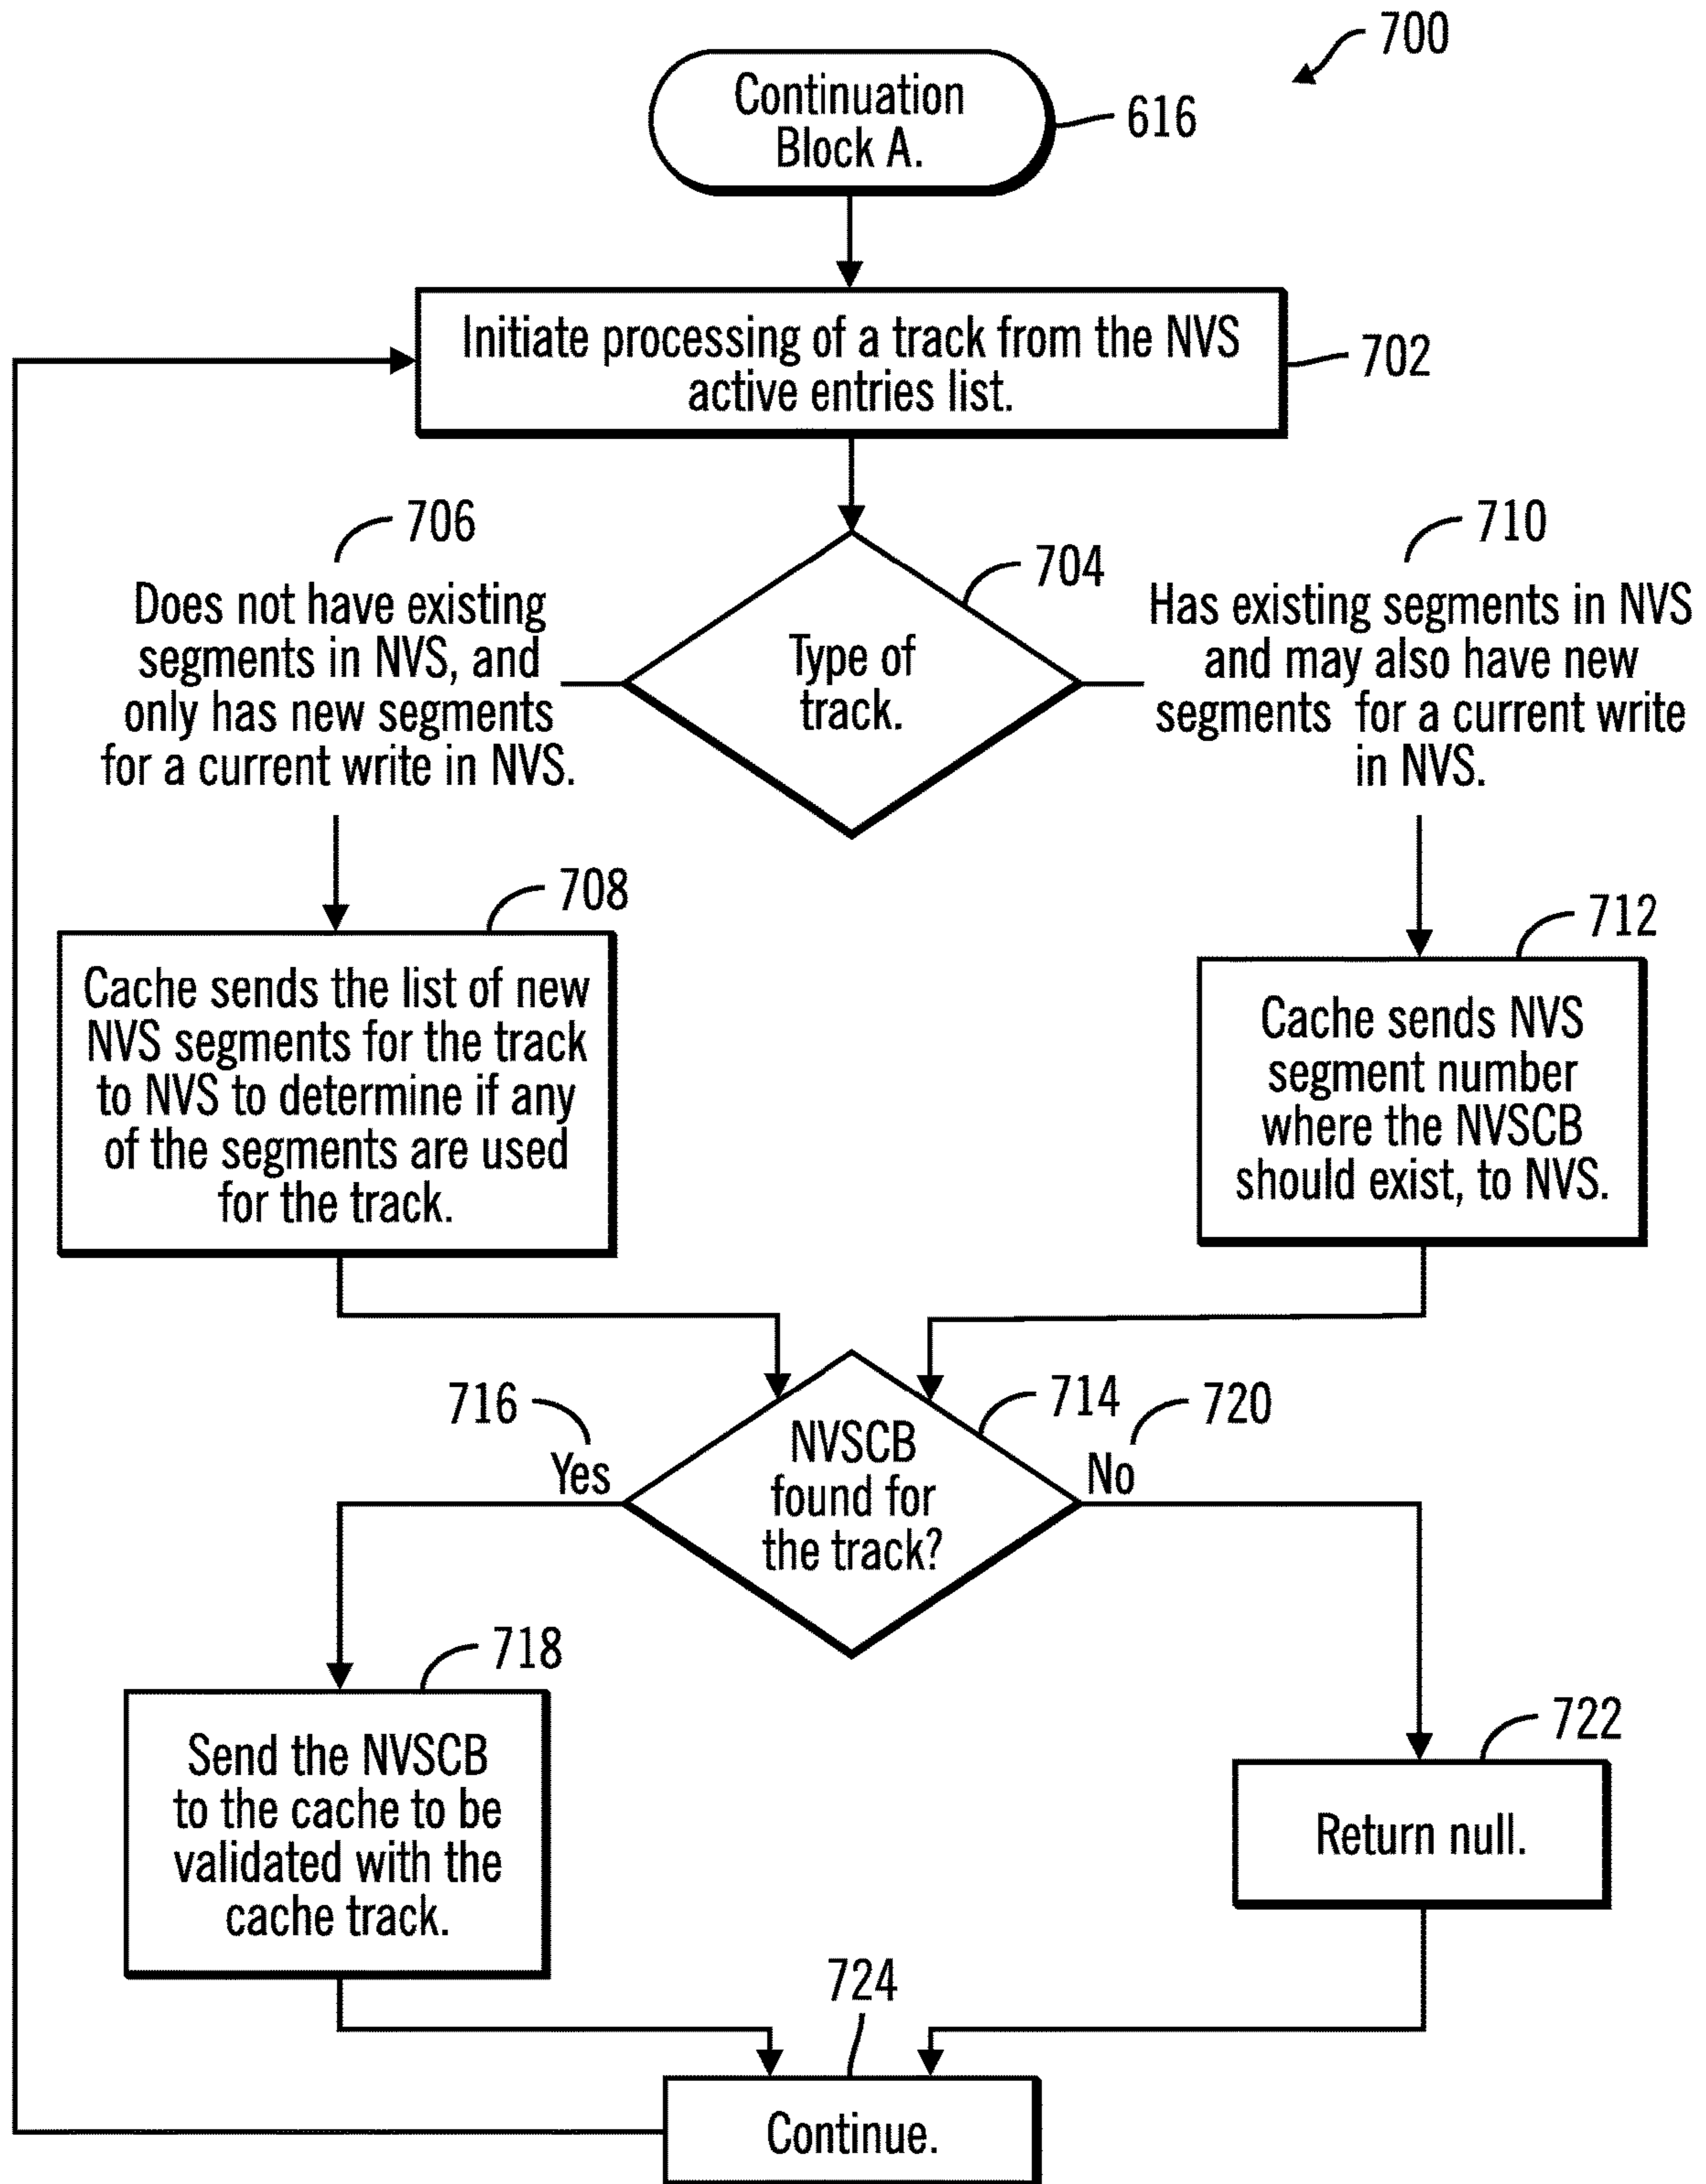 700
Continuation
Block A.
616
Initiate processing of a track from the NVS
active entries list.
702
706
Does not have existing
segments in NVS, and
only has new segments
for a current write in NVS.
704
Type of
track.
710
Has existing segments in NVS
and may also have new
segments for a current write
in NVS.
708
Cache sends the list of new
NVS segments for the track
to NVS to determine if any
of the segments are used
for the track.
712
Cache sends NVS
segment number
where the NVSCB
should exist, to NVS.
716
Yes
714
NVSCB
found for
the track?
720
No
718
Send the NVSCB
to the cache to be
validated with the
cache track.
722
Return null.
724
Continue.